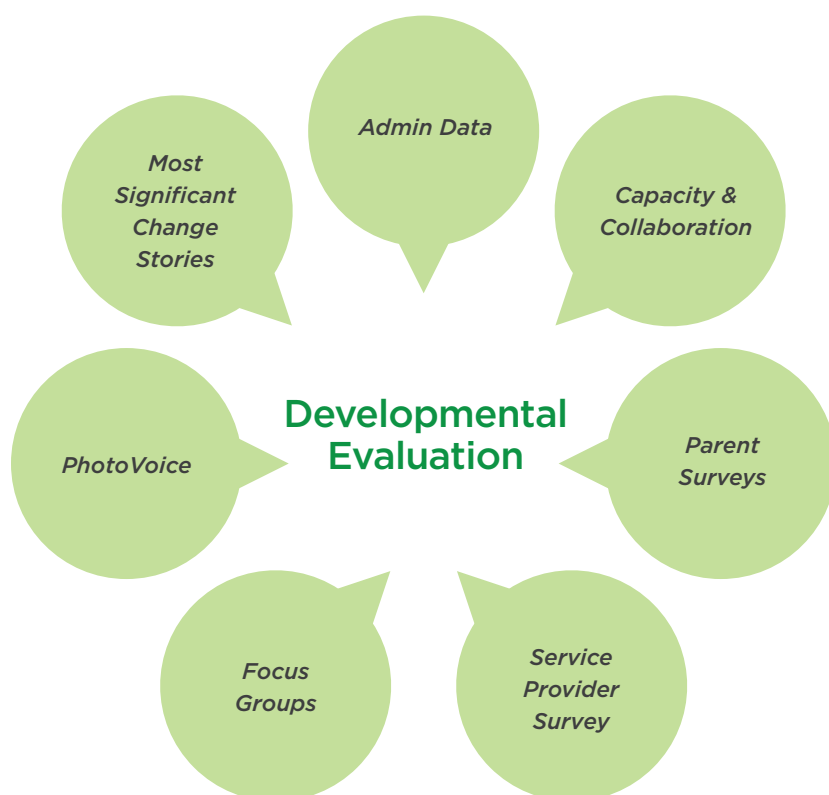 Admin Data
Most
Significant
Change
Stories
Capacity &
Collaboration
Developmental
Evaluation
PhotoVoice
Parent
Surveys
Focus
Groups
Service
Provider
Survey